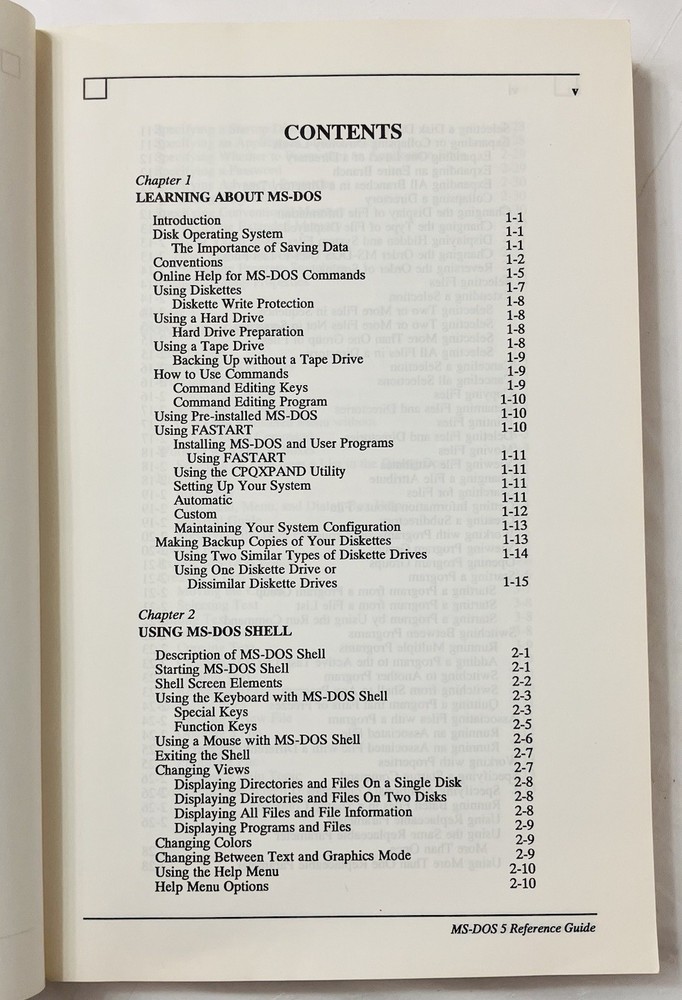 v
CONTENTS
Chapter 1
LEARNING ABOUT MS-DOS
Introduction 1-1
Disk Operating System 1-1
The Importance of Saving Data 1-1
Conventions 1-2
Online Help for MS-DOS Commands 1-5
Using Diskettes 1-7
Diskette Write Protection 1-8
Using a Hard Drive 1-8
Hard Drive Preparation 1-8
Using a Tape Drive 1-8
Backing Up without a Tape Drive 1-9
How to Use Commands 1-9
Command Editing Keys 1-9
Command Editing Program 1-10
Using Pre-installed MS-DOS 1-10
Using FASTART 1-10
Installing MS-DOS and User Programs
Using FASTART 1-11
Using the CPQXPAND Utility 1-11
Setting Up Your System 1-11
Automatic 1-11
Custom 1-12
Maintaining Your System Configuration 1-13
Making Backup Copies of Your Diskettes 1-13
Using Two Similar Types of Diskette Drives 1-14
Using One Diskette Drive or
Dissimilar Diskette Drives 1-15
Chapter 2
USING MS-DOS SHELL
Description of MS-DOS Shell 2-1
Starting MS-DOS Shell 2-1
Shell Screen Elements 2-2
Using the Keyboard with MS-DOS Shell 2-3
Special Keys 2-3
Function Keys 2-5
Using a Mouse with MS-DOS Shell 2-6
Exiting the Shell 2-7
Changing Views 2-7
Displaying Directories and Files On a Single Disk 2-8
Displaying Directories and Files On Two Disks 2-8
Displaying All Files and File Information 2-8
Displaying Programs and Files 2-9
Changing Colors 2-9
Changing Between Text and Graphics Mode 2-9
Using the Help Menu 2-10
Help Menu Options 2-10
MS-DOS 5 Reference Guide